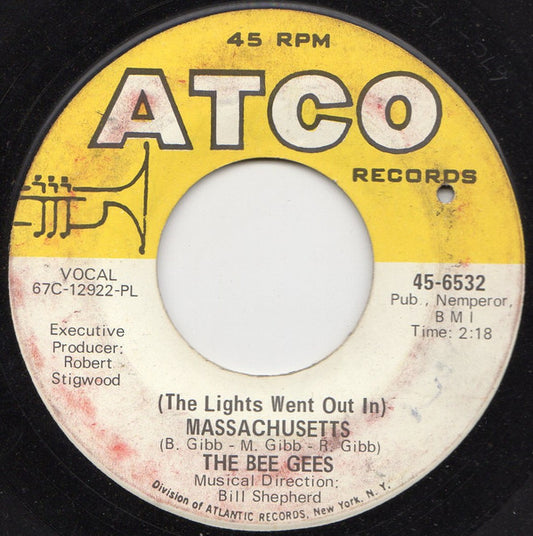 45 RPM
ATCO
RECORDS
VOCAL
67C-12922-PL
45-6532
Pub., Nemperor,
BMI
Time: 2:18
Executive
Producer:
Robert
Stigwood
(The Lights Went Out In)
MASSACHUSETTS
(B. Gibb - M. Gibb - R. Gibb)
THE BEE GEES
Musical Direction:
Bill Shepherd
Division of ATLANTIC RECORDS, New York, N. Y.